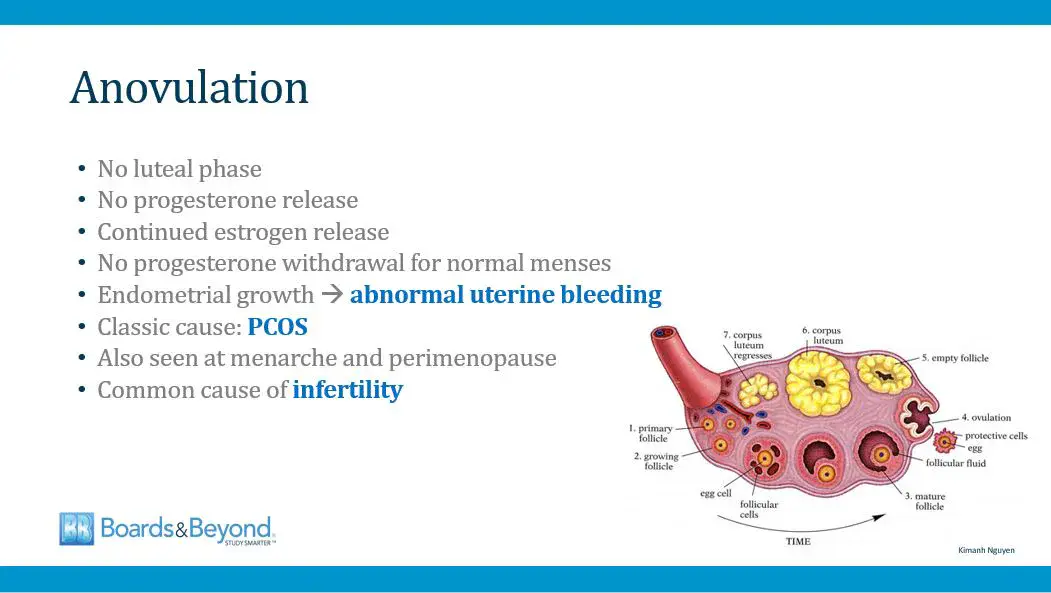 Anovulation
• No luteal phase
• No progesterone release
• Continued estrogen release
• No progesterone withdrawal for normal menses
• Endometrial growth → abnormal uterine bleeding
• Classic cause: PCOS
• Also seen at menarche and perimenopause
• Common cause of infertility
7. corpus
luteum
regresses
6. corpus
luteum
5. empty follicle
4. ovulation
protective cells
egg
follicular fluid
3. mature
follicle
1. primary
follicle
2. growing
follicle
egg cell
follicular
cells
TIME
BB Boards&Beyond.
STUDY SMARTER™
Kimanh Nguyen